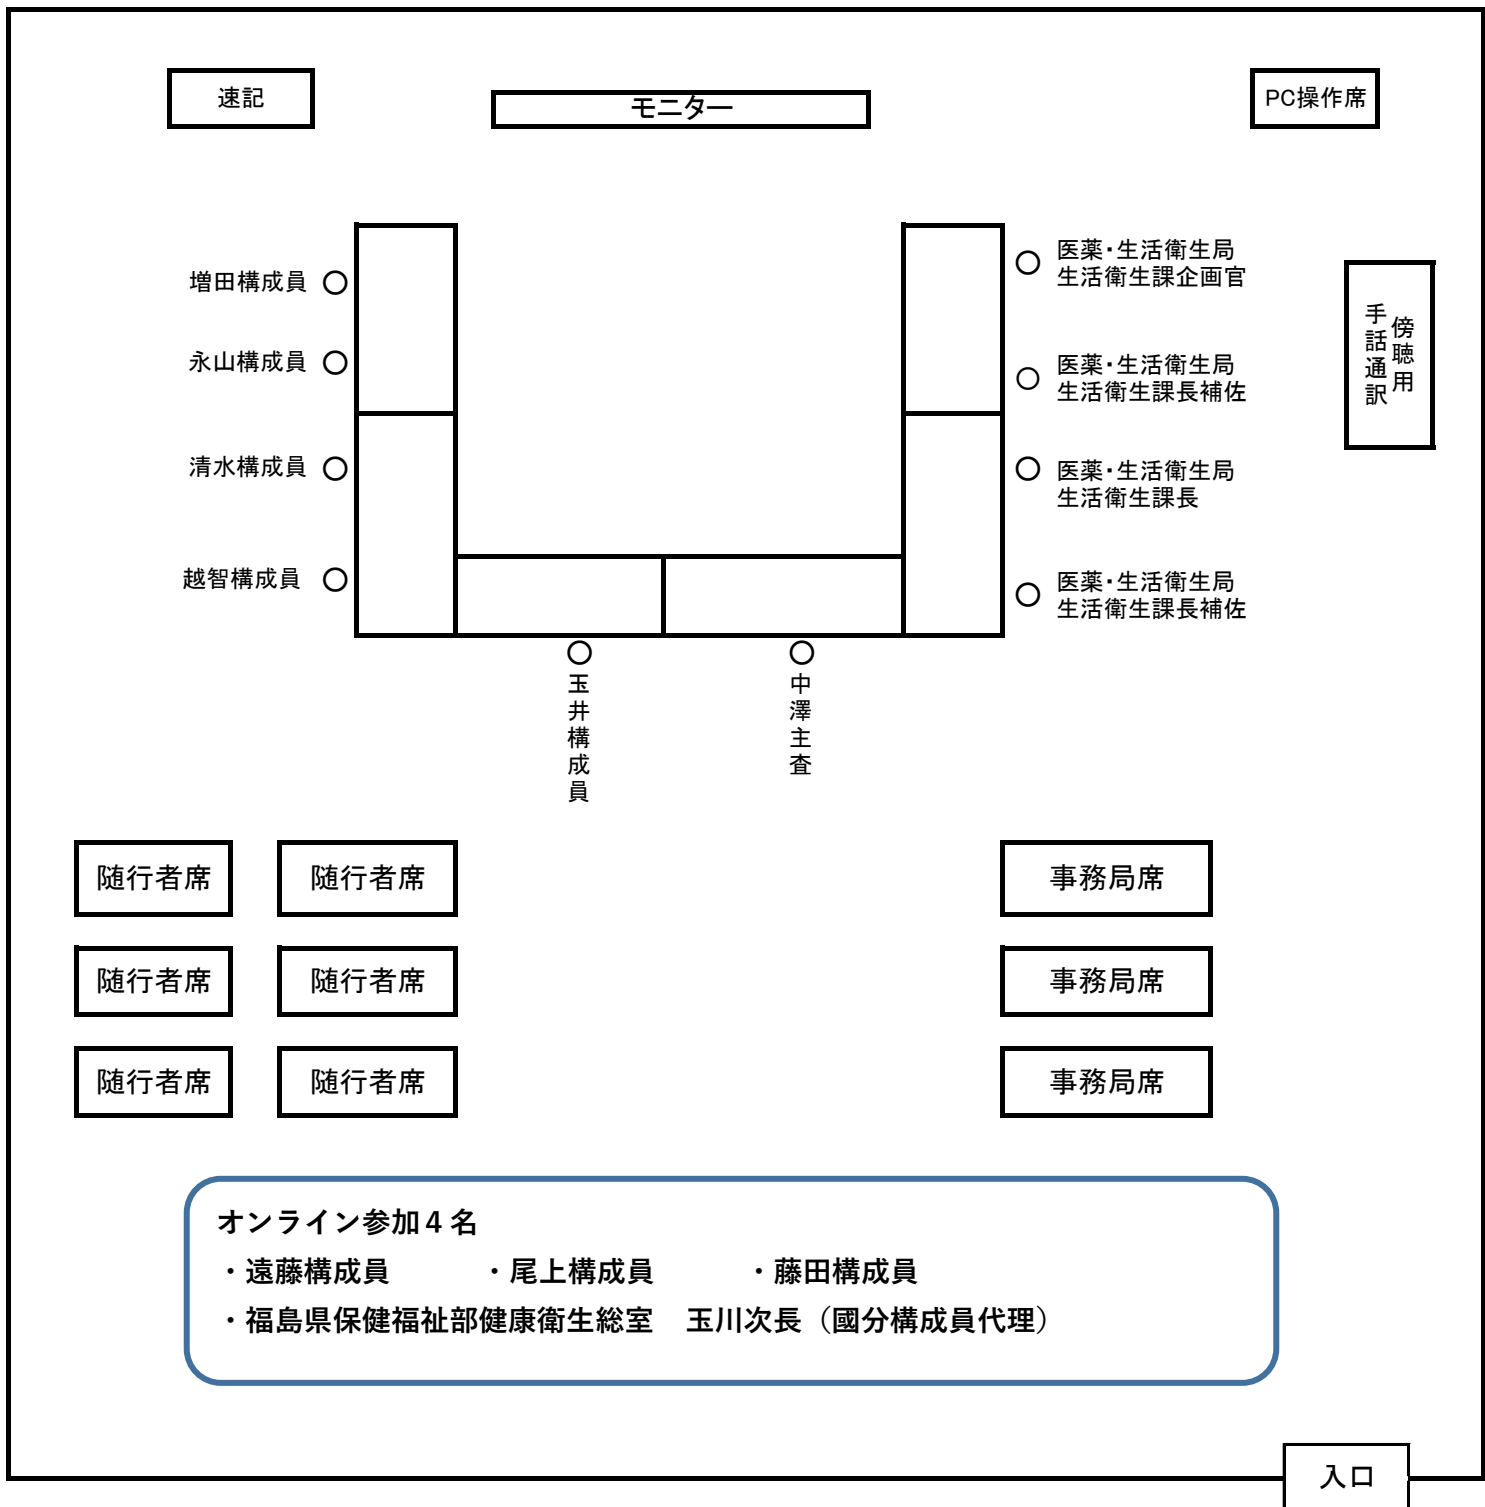 速記
モニター
PC操作席
増田構成員
永山構成員
清水構成員
越智構成員
医薬・生活衛生局
生活衛生課企画官
医薬・生活衛生局
生活衛生課長補佐
医薬・生活衛生局
生活衛生課長
医薬・生活衛生局
生活衛生課長補佐
傍聴用
手話通訳
玉井構成員
中澤主査
随行者席
随行者席
事務局席
随行者席
随行者席
事務局席
随行者席
随行者席
事務局席
オンライン参加４名
・遠藤構成員 ・尾上構成員 ・藤田構成員
・福島県保健福祉部健康衛生総室 玉川次長（國分構成員代理）
入口